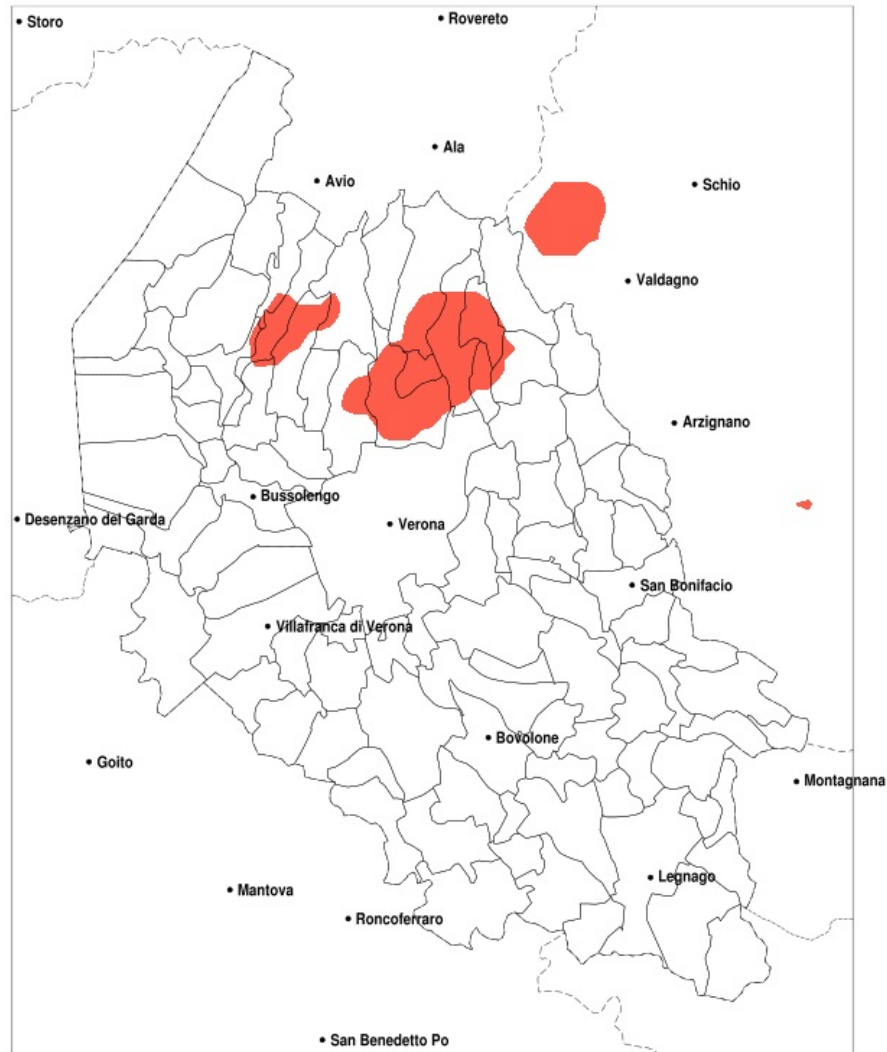 Storo
Rovereto
Ala
Avio
Schio
Valdagno
Arzignano
Bussolengo
Desenzano del Garda
Verona
San Bonifacio
Villafranca di Verona
Bovolone
Goito
Montagnana
Legnago
Mantova
Roncoferraro
San Benedetto Po